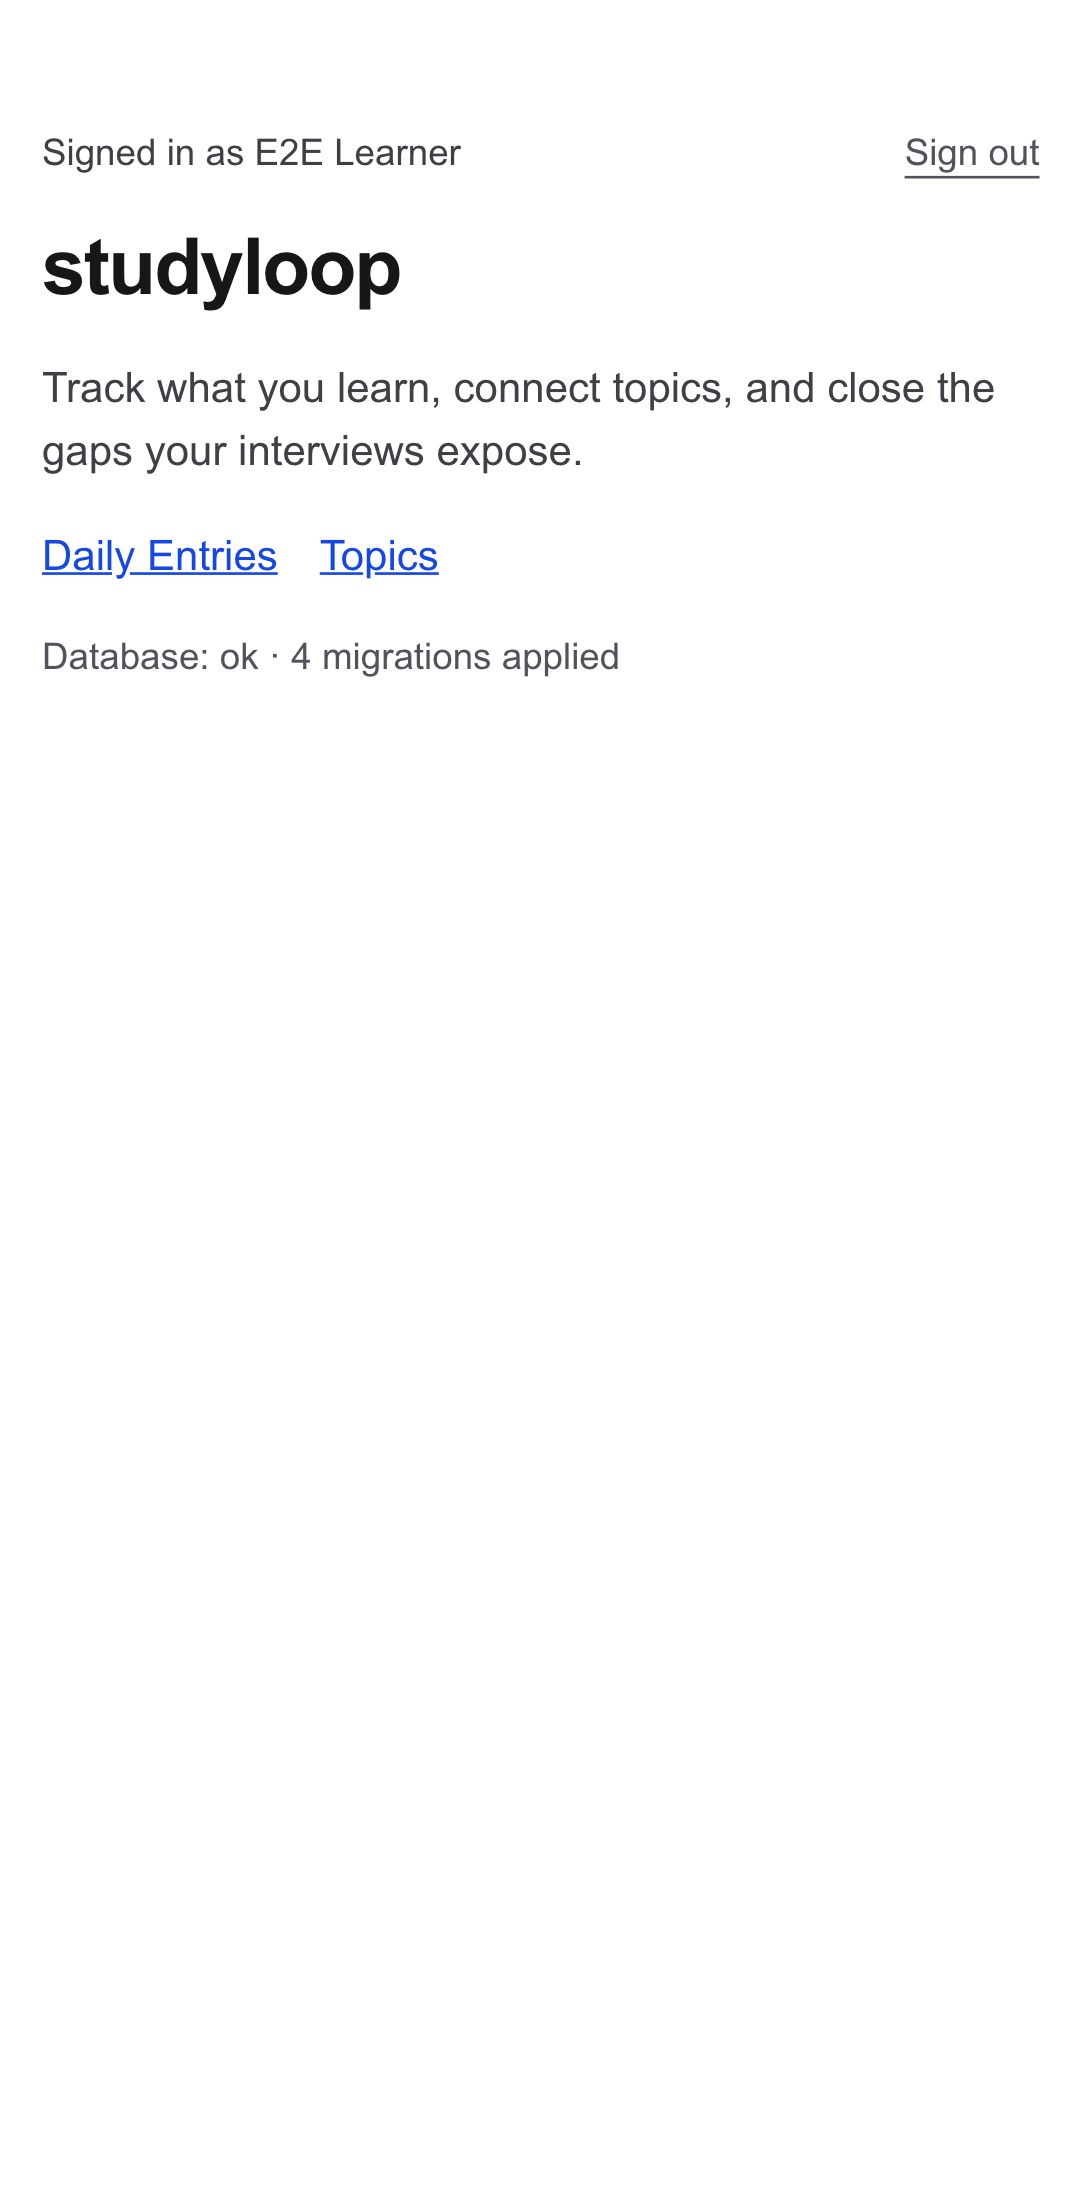 Signed in as E2E Learner
Sign out
studyloop
Track what you learn, connect topics, and close the
gaps your interviews expose.
Daily Entries Topics
Database: ok · 4 migrations applied